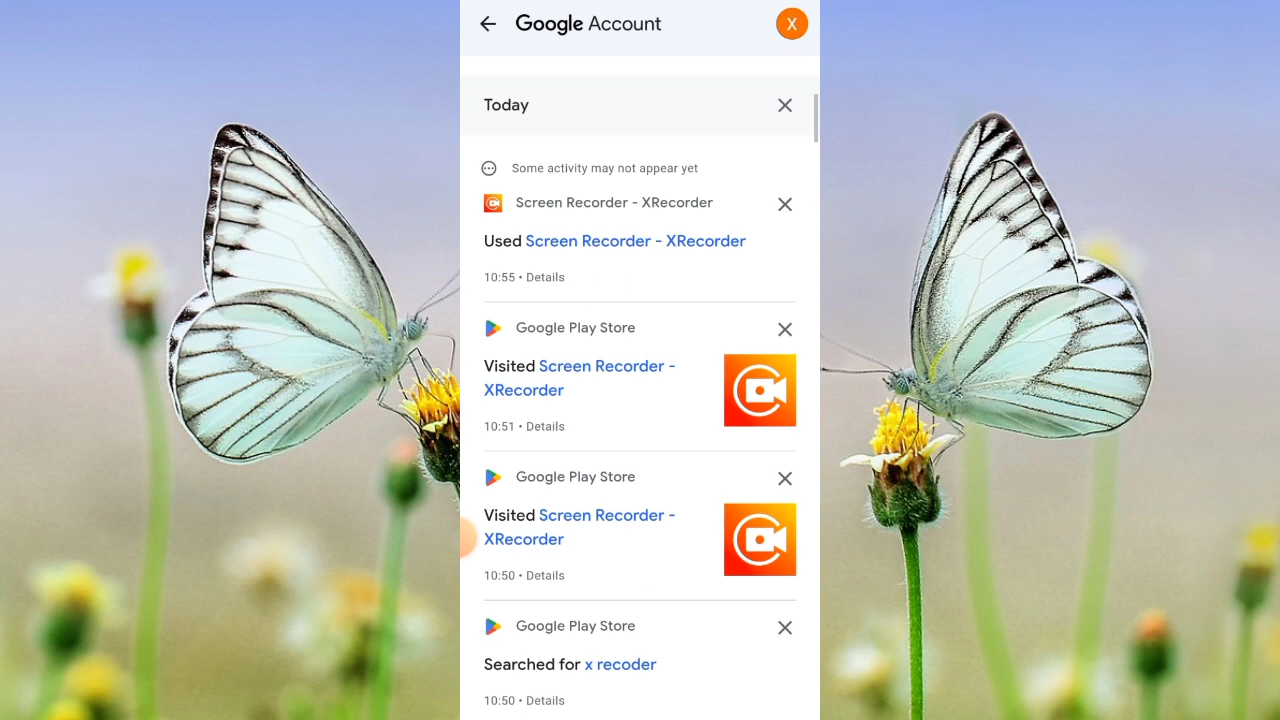 Google Account
X
Today
Some activity may not appear yet
Screen Recorder - XRecorder
Used Screen Recorder - XRecorder
10:55 • Details
Google Play Store
Visited Screen Recorder -
XRecorder
10:51 • Details
Google Play Store
Visited Screen Recorder -
XRecorder
10:50 • Details
Google Play Store
Searched for x recoder
10:50 • Details